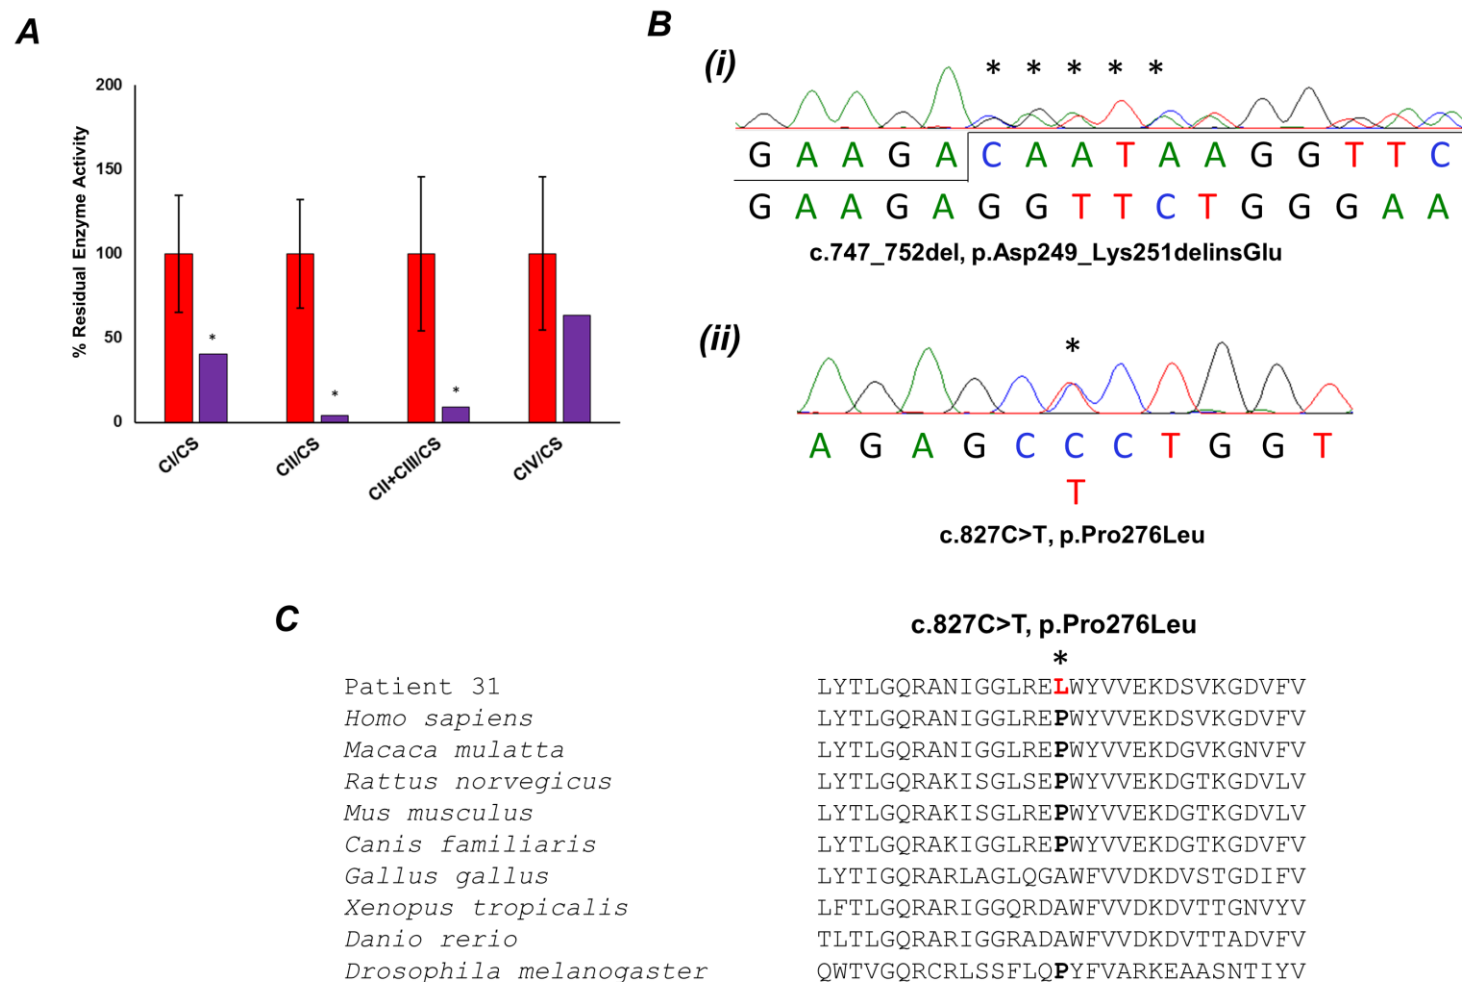 A
% Residual Enzyme Activity
200
150
100
50
0
*
*
*
CI/CS
CII/CS
CII+CIII/CS
CIV/CS
B
(i)
* * * * *
G A A G A C A A T A A G G T T C
G A A G A G G T T C T G G G A A
c.747_752del, p.Asp249_Lys251delinsGlu
(ii)
*
A G A G C C C T G G T
T
c.827C>T, p.Pro276Leu
C
c.827C>T, p.Pro276Leu
*
Patient 31 LYTLGQRANIGGLRELWYVVEKDSVKGDVFV
Homo sapiens LYTLGQRANIGGLREPWYVVEKDSVKGDVFV
Macaca mulatta LYTLGQRANIGGLREPWYVVEKDGVKGNVFV
Rattus norvegicus LYTLGQRAKISGLSEPWYVVEKDGTKGDVLV
Mus musculus LYTLGQRAKISGLREPWYVVEKDGTKGDVLV
Canis familiaris LYTLGQRAKIGGLREPWYVVEKDGTKGDVFV
Gallus gallus LYTIGQRARLAGLQGAWFVVDKDVSTGDIFV
Xenopus tropicalis LFTLGQRARIGGQRDAWFVVDKDVTTGNVYV
Danio rerio TLTLGQRARIGGRADAWFVVDKDVTTADVFV
Drosophila melanogaster QWTVGQRCRLSSFLQPYFVARKEAASNTIYV